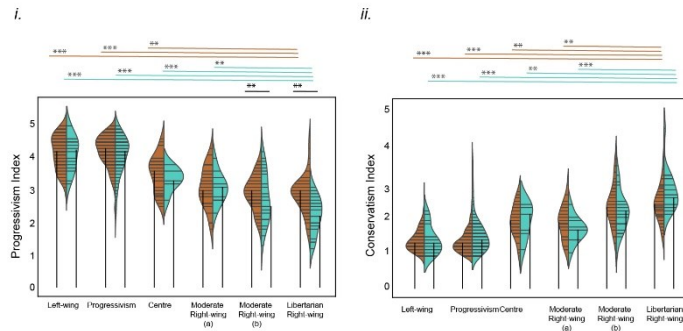 i.
ii.
***
***
**
***
***
***
**
**
**
***
***
**
**
***
***
**
***
Progressivism Index
5
4
3
2
1
0
Left-wing
Progressivism
Centre
Moderate
Right-wing
(a)
Moderate
Right-wing
(b)
Libertarian
Right-wing
Conservatism Index
5
4
3
2
1
0
Left-wing
Progressivism
Centre
Moderate
Right-wing
(a)
Moderate
Right-wing
(b)
Libertarian
Right-wing